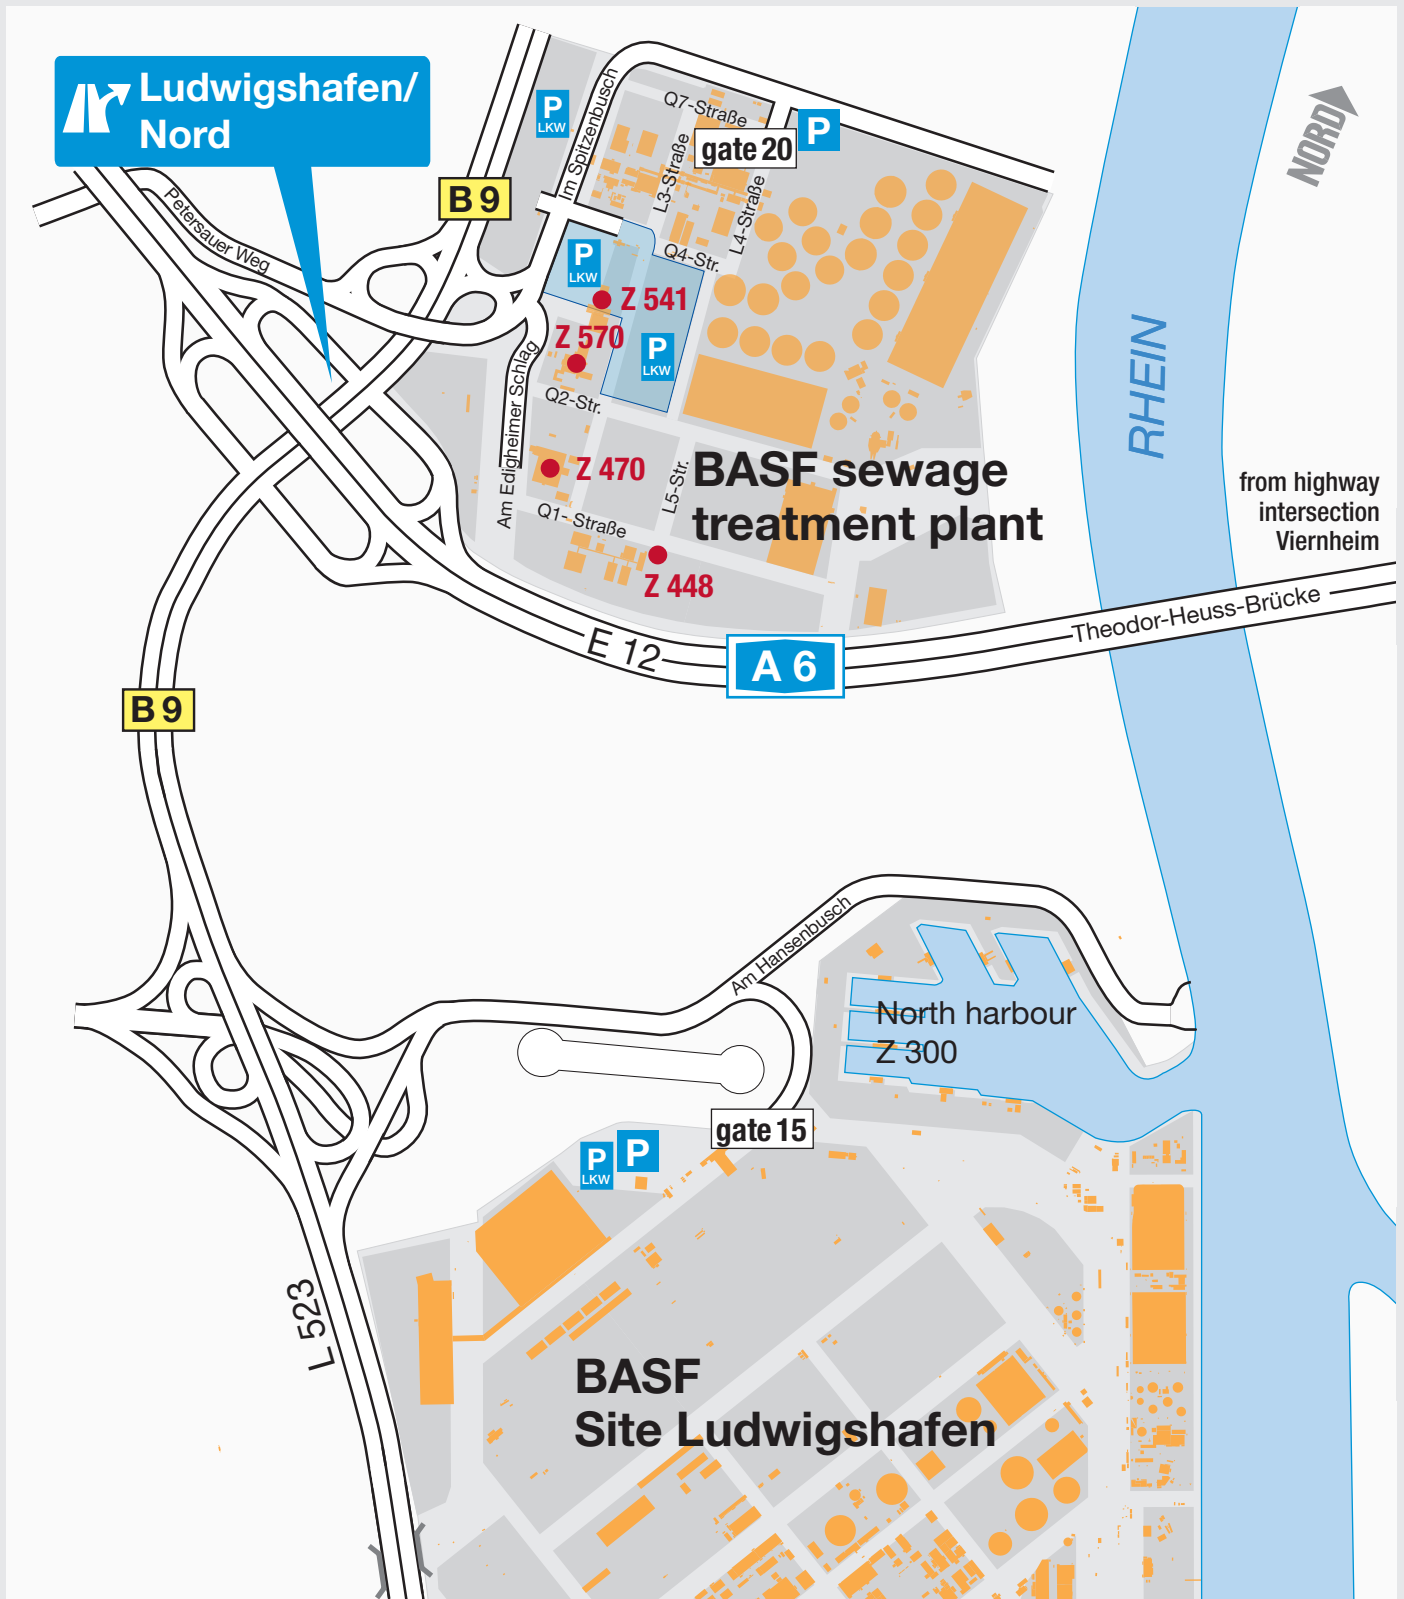 Ludwigshafen/
Nord
P
LKW
Im Spitzenbusch
Q7-Straße
gate 20
P
L3-Straße
L4-Straße
NORD
B 9
Petersauer Weg
P
LKW
Q4-Str.
Z 541
Z 570
P
LKW
Am Edigheimer Schlag
Q2-Str.
Z 470
L5-Str.
Q1- Straße
Z 448
BASF sewage
treatment plant
RHEIN
from highway
intersection
Viernheim
Theodor-Heuss-Brücke
E 12
A 6
B 9
Am Hansenbusch
North harbour
Z 300
gate 15
P
LKW
P
L 523
BASF
Site Ludwigshafen